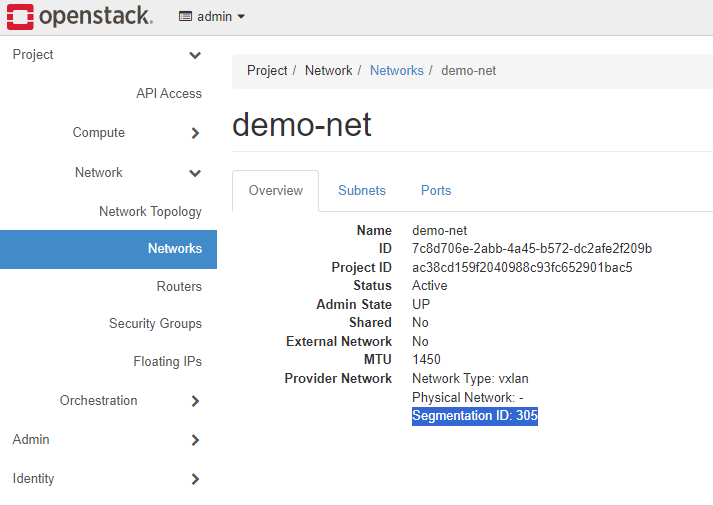 openstack. admin
Project
API Access
Compute
Network
Network Topology
Networks
Routers
Security Groups
Floating IPs
Orchestration
Admin
Identity
Project / Network / Networks / demo-net
demo-net
Overview Subnets Ports
Name demo-net
ID 7c8d706e-2abb-4a45-b572-dc2afe2f209b
Project ID ac38cd159f2040988c93fc652901bac5
Status Active
Admin State UP
Shared No
External Network No
MTU 1450
Provider Network Network Type: vxlan
Physical Network: -
Segmentation ID: 305